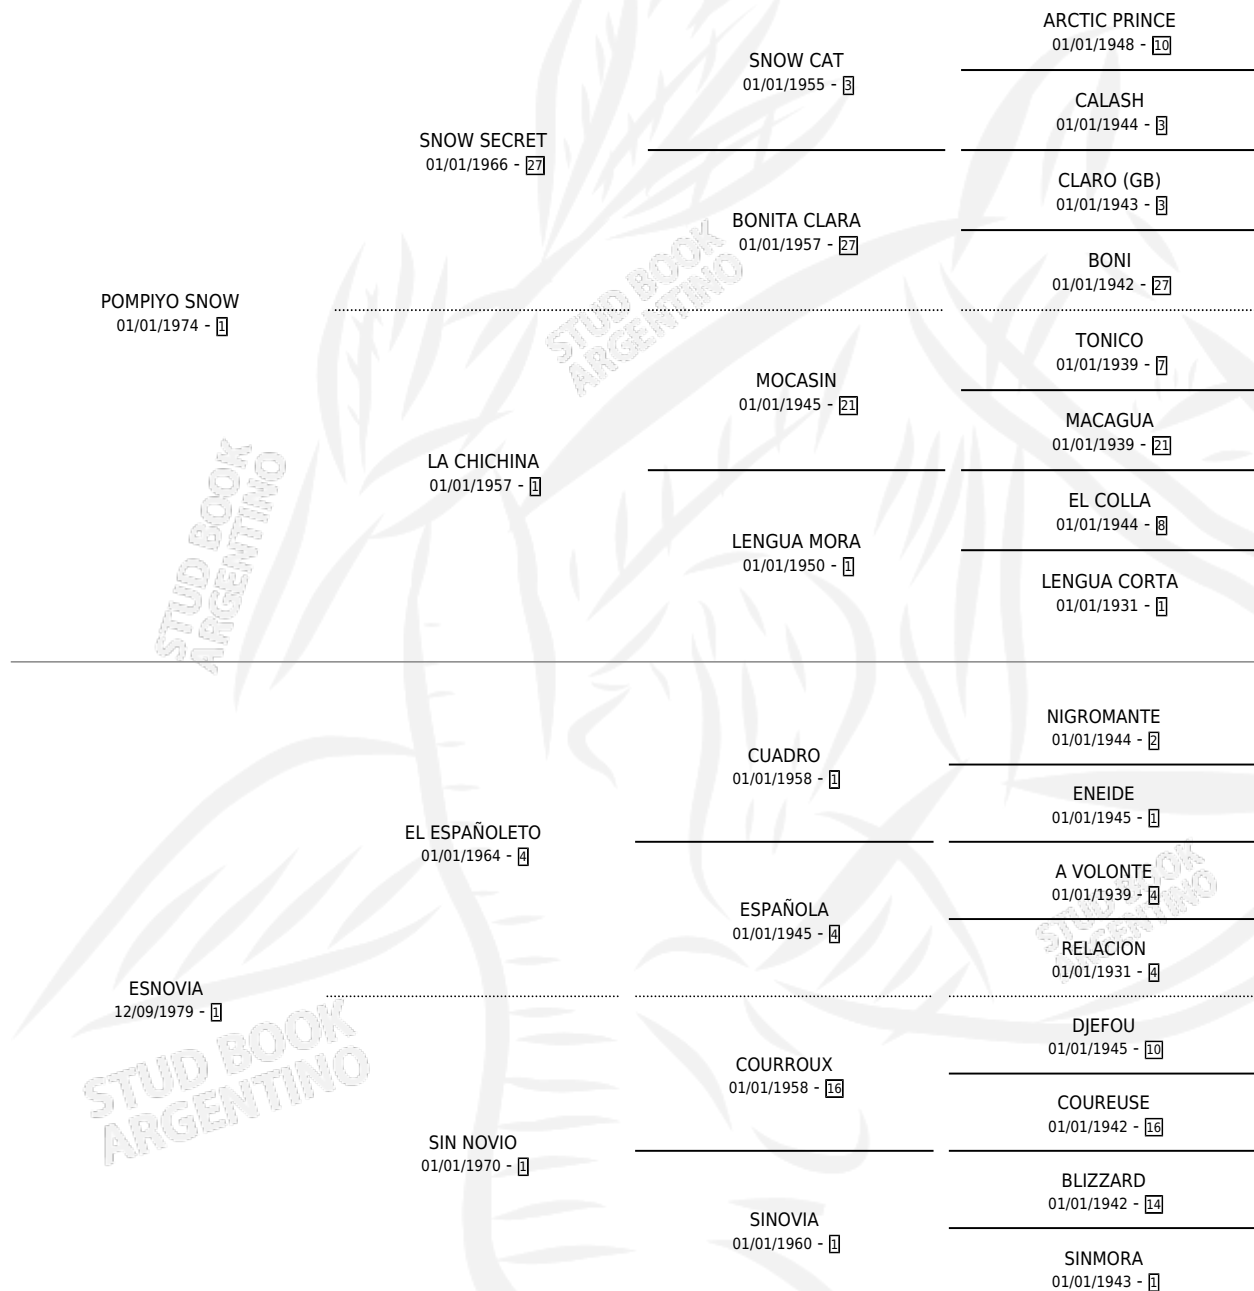 ARCTIC PRINCE
01/01/1948 - 10
SNOW CAT
01/01/1955 - 3
CALASH
01/01/1944 - 3
SNOW SECRET
01/01/1966 - 27
CLARO (GB)
01/01/1943 - 3
BONITA CLARA
01/01/1957 - 27
BONI
01/01/1942 - 27
POMPIYO SNOW
01/01/1974 - 1
TONICO
01/01/1939 - 7
MOCASIN
01/01/1945 - 21
MACAGUA
01/01/1939 - 21
LA CHICHINA
01/01/1957 - 1
EL COLLA
01/01/1944 - 8
LENGUA MORA
01/01/1950 - 1
LENGUA CORTA
01/01/1931 - 1
NIGROMANTE
01/01/1944 - 2
CUADRO
01/01/1958 - 1
ENEIDE
01/01/1945 - 1
EL ESPAÑOLETO
01/01/1964 - 4
A VOLONTE
01/01/1939 - 4
ESPAÑOLA
01/01/1945 - 4
RELACION
01/01/1931 - 4
ESNOVIA
12/09/1979 - 1
DJEFOU
01/01/1945 - 10
COURROUX
01/01/1958 - 16
COUREUSE
01/01/1942 - 16
SIN NOVIO
01/01/1970 - 1
BLIZZARD
01/01/1942 - 14
SINOVIA
01/01/1960 - 1
SINMORA
01/01/1943 - 1
STUD BOOK
ARGENTINO
STUD BOOK
ARGENTINO
STUD BOOK
ARGENTINO
STUD BOOK
ARGENTINO